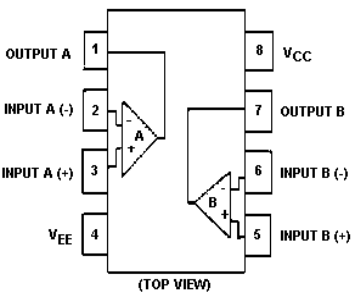 OUTPUT A 1 8 VCC
INPUT A (-) 2 - A 7 OUTPUT B
+
INPUT A (+) 3 6 INPUT B (-)
-
B
VEE 4 + 5 INPUT B (+)
(TOP VIEW)